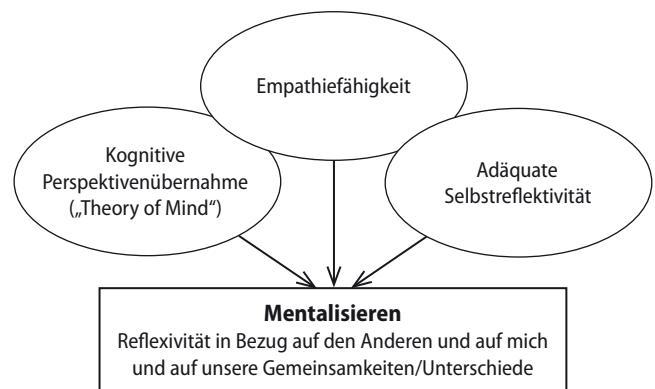 Empathiefähigkeit
Kognitive
Perspektivenübernahme
(„Theory of Mind“)
Adäquate
Selbstreflektivität
Mentalisieren
Reflexivität in Bezug auf den Anderen und auf mich
und auf unsere Gemeinsamkeiten/Unterschiede